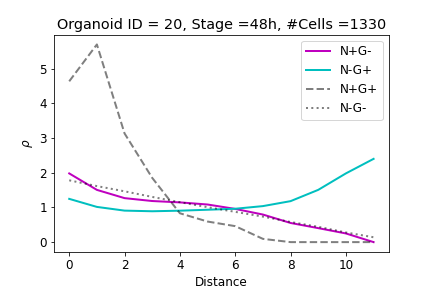 Organoid ID = 20, Stage =48h, #Cells =1330
N+G-
N-G+
N+G+
N-G-
ρ
5
4
3
2
1
0
0 2 4 6 8 10
Distance